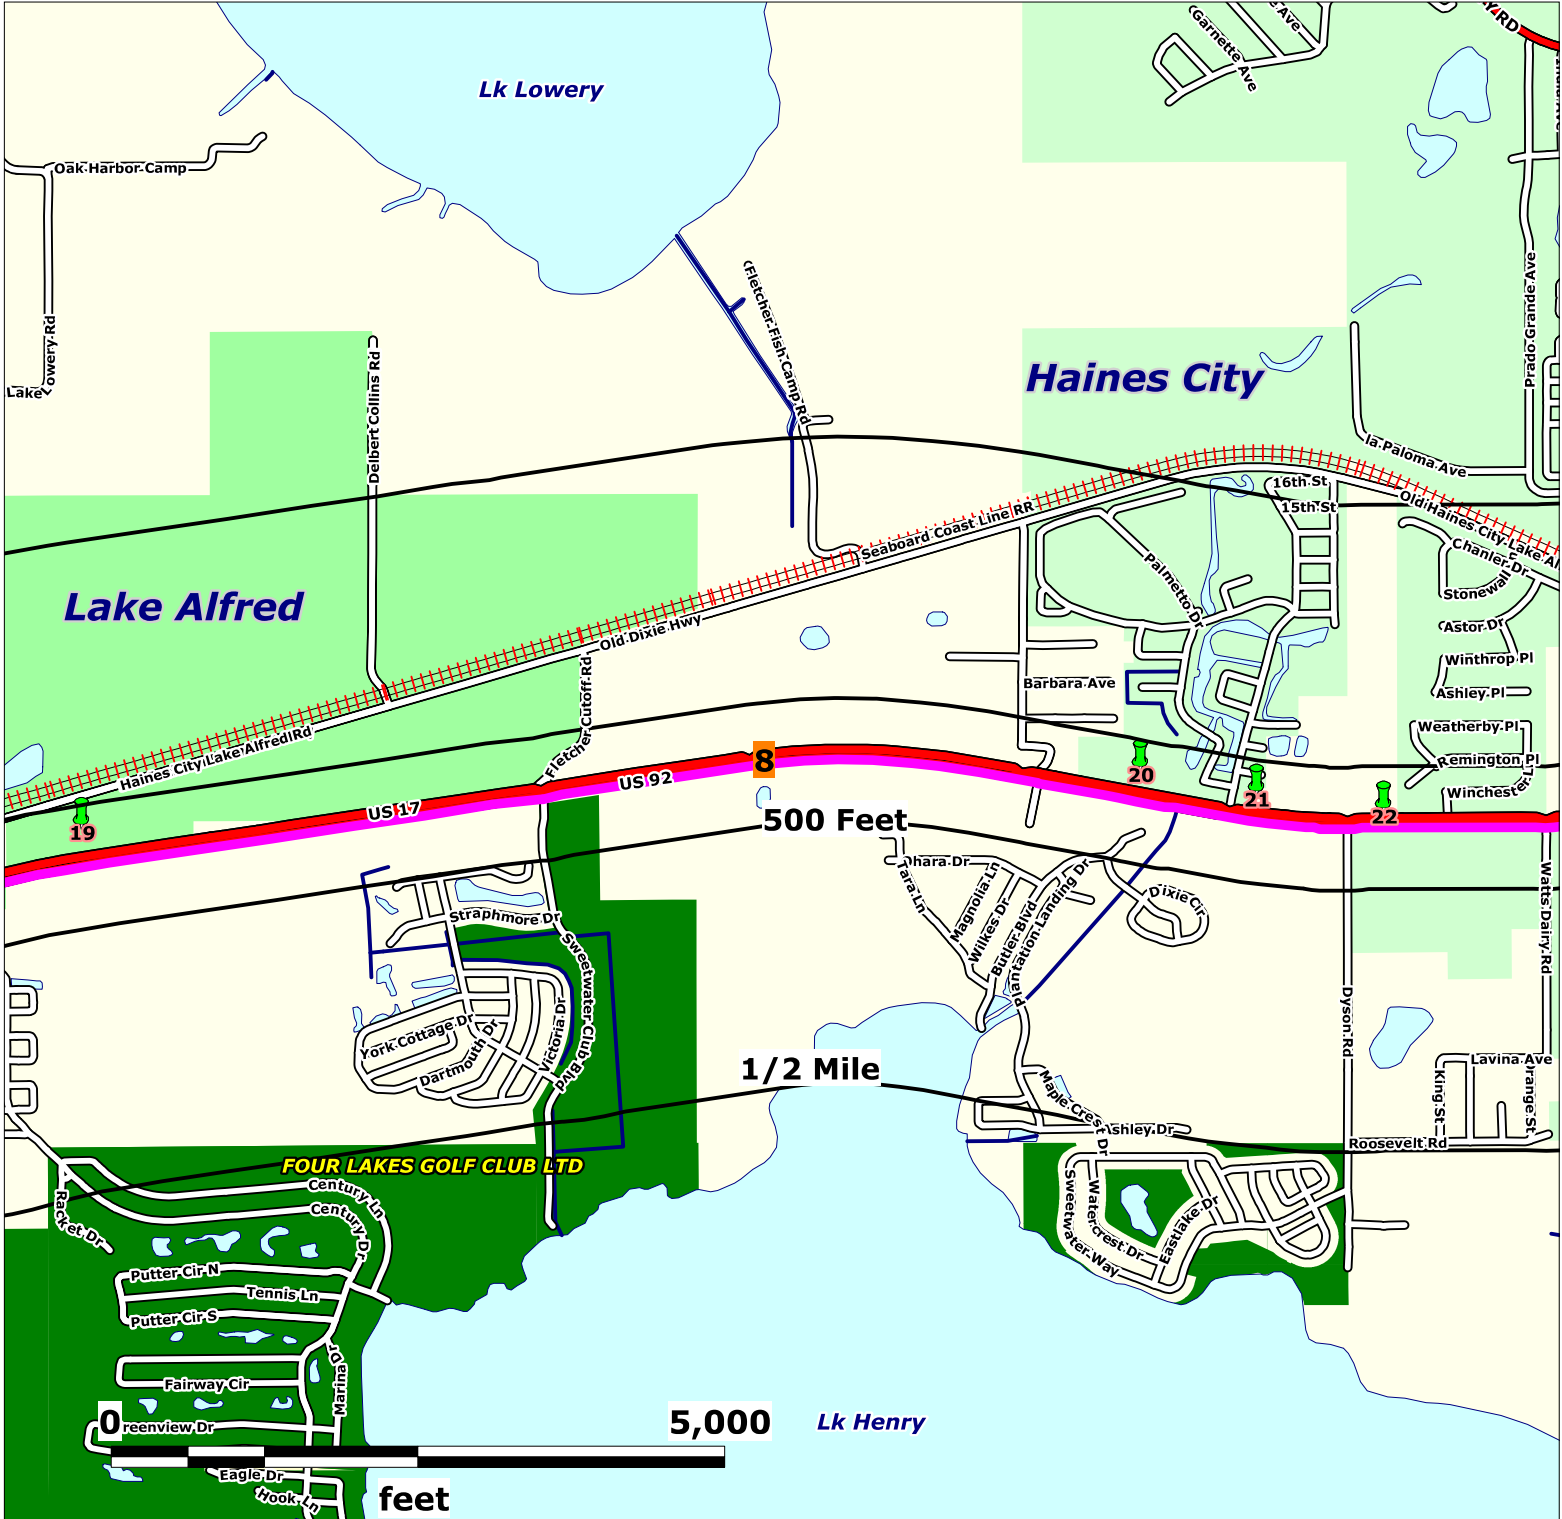 Garnette Ave
e Ave
Y RD
Lk Lowery
Oak Harbor Camp
Lowery Rd
Lake
Delbert Collins Rd
Fletcher Fish Camp Rd
Prado Grande Ave
Haines City
la Paloma Ave
16th St
15th St
Old Haines City Lake Al
Seaboard Coast Line RR
Chanler Dr
Stonewall
Palmetto Dr
Lake Alfred
Old Dixie Hwy
Astor Dr
Winthrop Pl
Barbara Ave
Ashley Pl
Fletcher Cutoff Rd
Haines City Lake Alfred Rd
Weatherby Pl
Remington Pl
Winchester L
8
US 92
US 17
19
20
21
22
500 Feet
Ohara Dr
Tara Ln
Magnolia Ln
Wilkes Dr
Butler Blvd
Plantation Landing Dr
Dixie Cir
Watts Dairy Rd
Straphmore Dr
Sweetwater Club Blvd
Victoria Dr
York Cottage Dr
Dartmouth Dr
Dyson Rd
Lavina Ave
King St
range St
1/2 Mile
Maple Crest Dr
Ashley Dr
Roosevelt Rd
FOUR LAKES GOLF CLUB LTD
Century Ln
Century Dr
Racket Dr
Sweetwater Way
Watercrest Dr
Eastlake Dr
Putter Cir N
Tennis Ln
Putter Cir S
Marina Dr
Fairway Cir
reenview Dr
0
5,000
Lk Henry
Eagle Dr
Hook Ln
feet